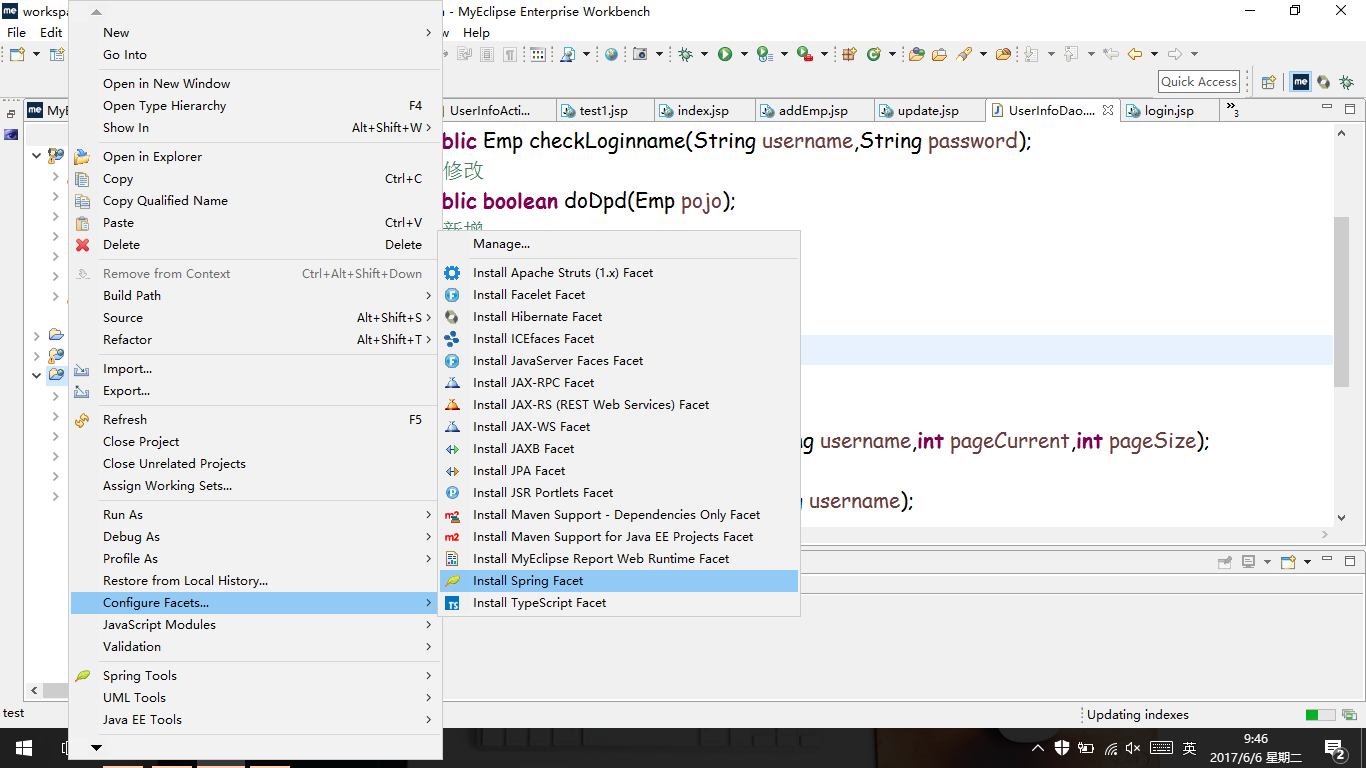 workspa
- MyEclipse Enterprise Workbench
File Edit
Help
Quick Access
MyE
UserInfoActi...
test1.jsp
index.jsp
addEmp.jsp
update.jsp
UserInfoDao....
login.jsp
»3
New
Go Into
Open in New Window
Open Type Hierarchy F4
Show In Alt+Shift+W
Open in Explorer
Copy Ctrl+C
Copy Qualified Name
Paste Ctrl+V
Delete Delete
Remove from Context Ctrl+Alt+Shift+Down
Build Path
Source Alt+Shift+S
Refactor Alt+Shift+T
Import...
Export...
Refresh F5
Close Project
Close Unrelated Projects
Assign Working Sets...
Run As
Debug As
Profile As
Restore from Local History...
Configure Facets...
JavaScript Modules
Validation
Spring Tools
UML Tools
Java EE Tools
Manage...
Install Apache Struts (1.x) Facet
Install Facelet Facet
Install Hibernate Facet
Install ICEfaces Facet
Install JavaServer Faces Facet
Install JAX-RPC Facet
Install JAX-RS (REST Web Services) Facet
Install JAX-WS Facet
Install JAXB Facet
Install JPA Facet
Install JSR Portlets Facet
Install Maven Support - Dependencies Only Facet
Install Maven Support for Java EE Projects Facet
Install MyEclipse Report Web Runtime Facet
Install Spring Facet
Install TypeScript Facet
blic Emp checkLoginname(String username,String password);
修改
blic boolean doDpd(Emp pojo);
新增
g username,int pageCurrent,int pageSize);
username);
test
Updating indexes
英
9:46
2017/6/6 星期二
2